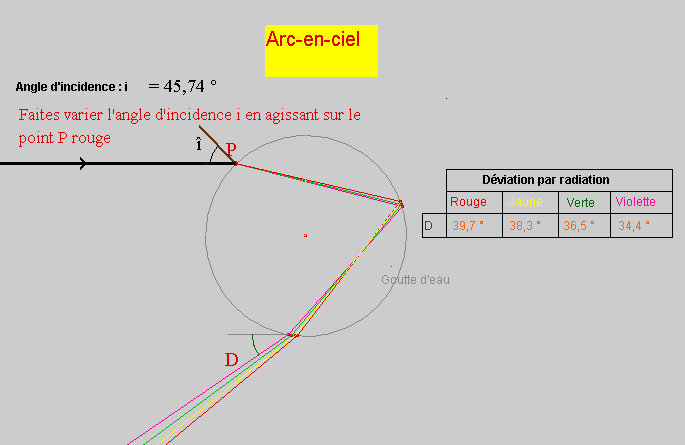 Arc-en-ciel
Angle d'incidence : i = 45,74 °
Faites varier l'angle d'incidence i en agissant sur le
point P rouge
î
P
Déviation par radiation
Rouge Jaune Verte Violette
D 39,7 ° 38,3 ° 36,5 ° 34,4 °
Goutte d'eau
D